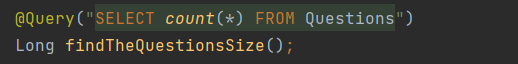 @Query("SELECT count(*) FROM Questions")
Long findTheQuestionsSize();